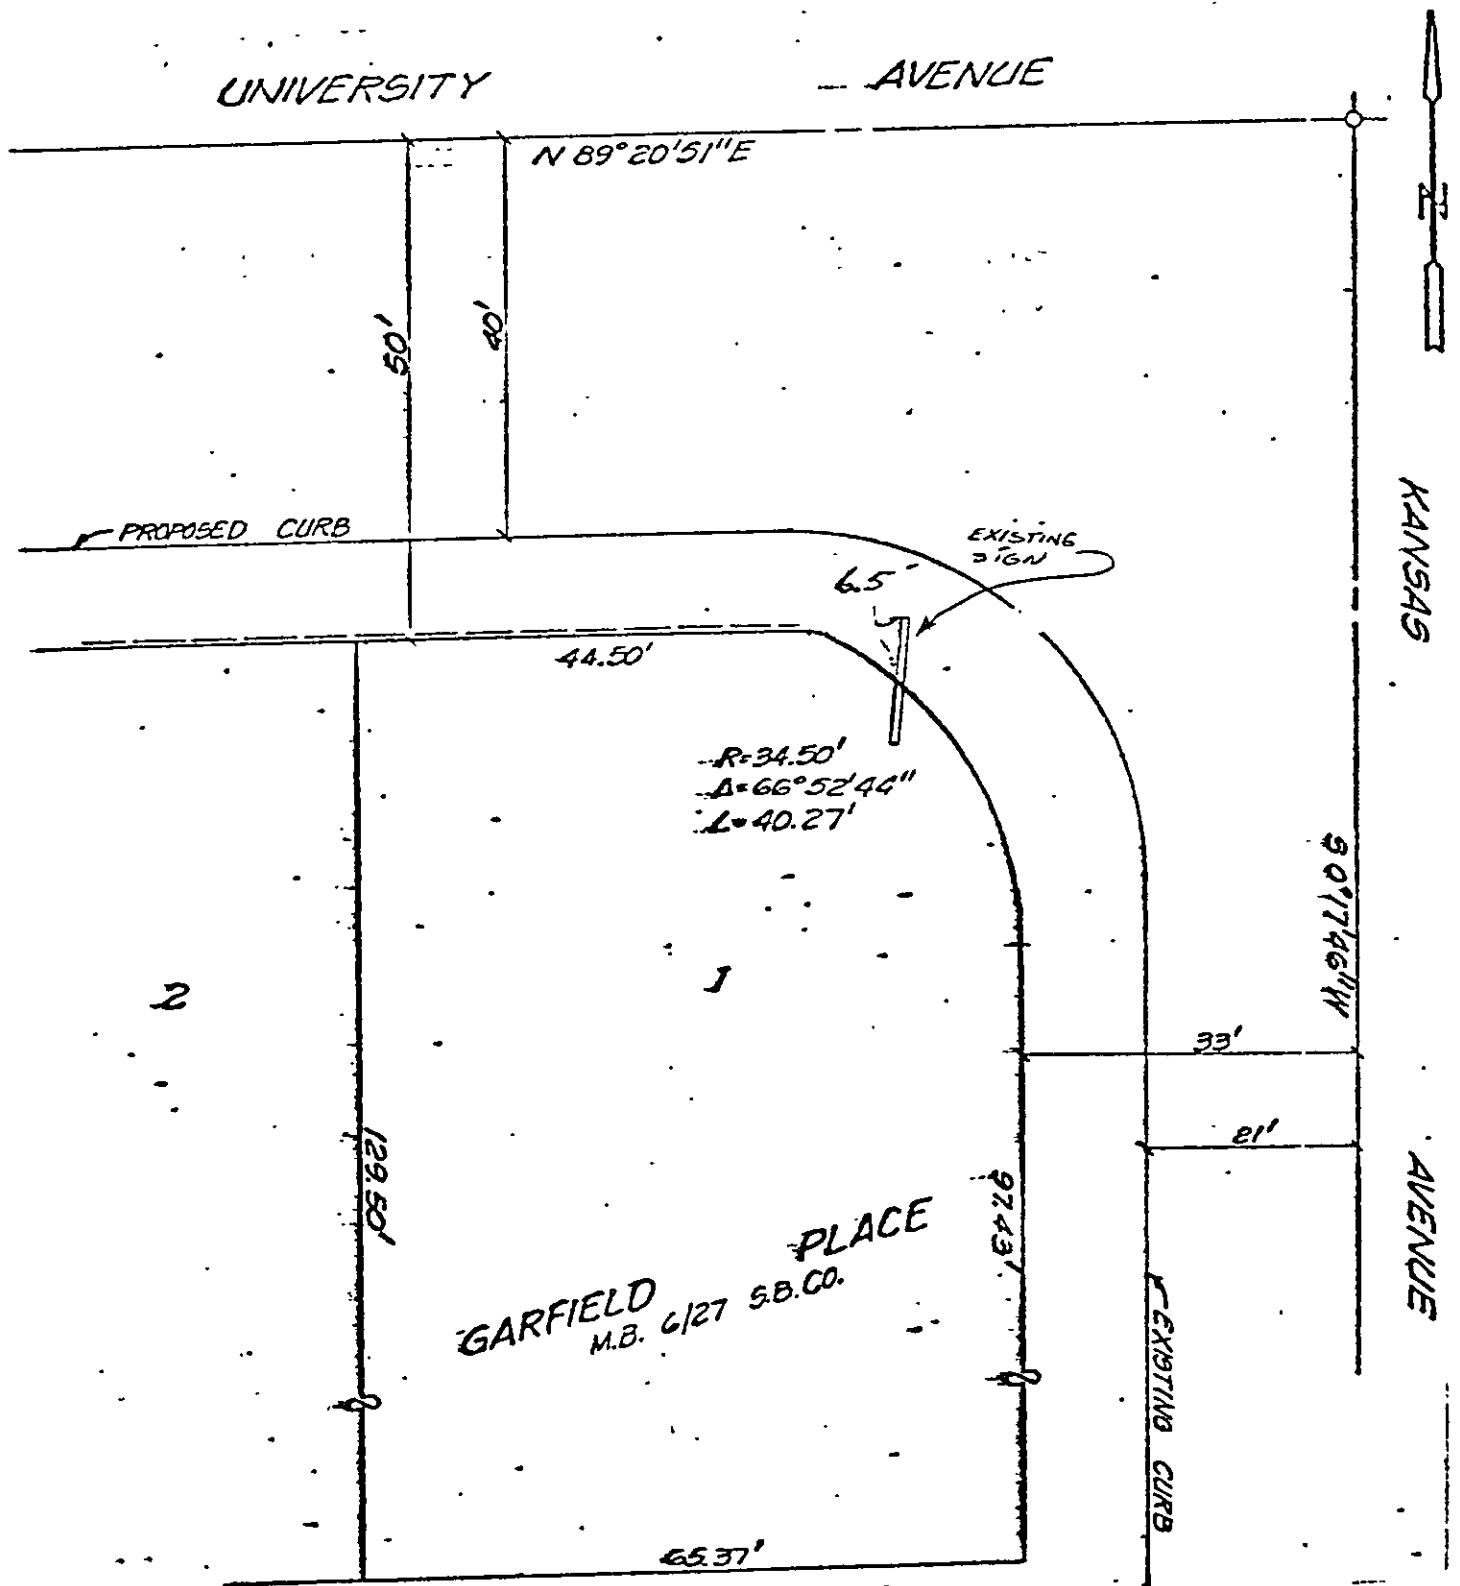 UNIVERSITY AVENUE
N 89°20'51"E
N
50'
40'
PROPOSED CURB
EXISTING
SIGN
6.5'
KANSAS
44.50'
R=34.50'
Δ=66°52'44"
L=40.27'
S 0°17'46"W
2
1
33'
21'
129.50'
97.43'
AVENUE
GARFIELD PLACE
M.B. 6/27 S.B.CO.
EXISTING CURB
65.37'